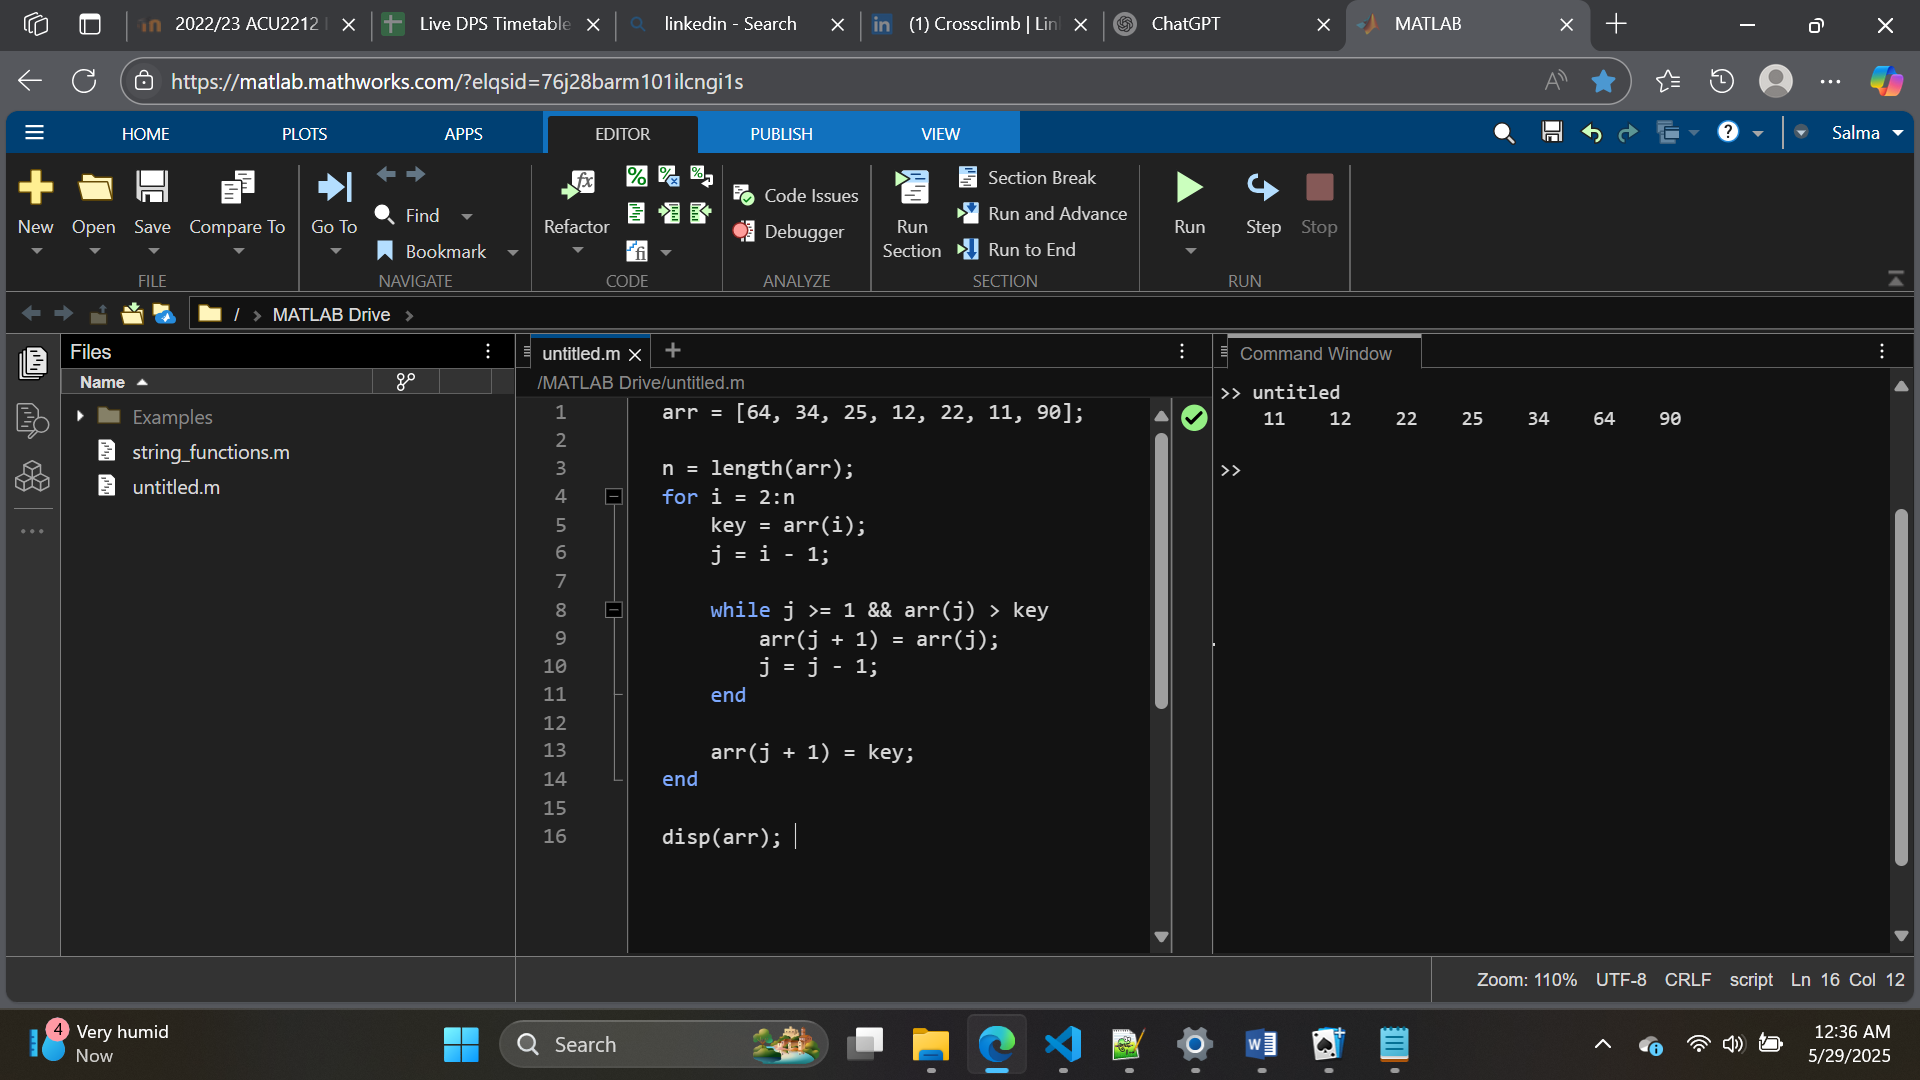 2022/23 ACU2212
Live DPS Timetable
linkedin - Search
(1) Crossclimb | Lin
ChatGPT
MATLAB
https://matlab.mathworks.com/?elqsid=76j28barm101ilcngi1s
HOME
PLOTS
APPS
EDITOR
PUBLISH
VIEW
Salma
New
Open
Save
Compare To
FILE
Go To
Find
Bookmark
NAVIGATE
Refactor
CODE
Code Issues
Debugger
ANALYZE
Run Section
Section Break
Run and Advance
Run to End
SECTION
Run
Step
Stop
RUN
/ > MATLAB Drive >
Files
Name
Examples
string_functions.m
untitled.m
untitled.m
/MATLAB Drive/untitled.m
1 arr = [64, 34, 25, 12, 22, 11, 90];
2
3 n = length(arr);
4 for i = 2:n
5 key = arr(i);
6 j = i - 1;
7
8 while j >= 1 && arr(j) > key
9 arr(j + 1) = arr(j);
10 j = j - 1;
11 end
12
13 arr(j + 1) = key;
14 end
15
16 disp(arr);
Command Window
>> untitled
11 12 22 25 34 64 90
>>
Zoom: 110% UTF-8 CRLF script Ln 16 Col 12
4
Very humid
Now
Search
12:36 AM
5/29/2025